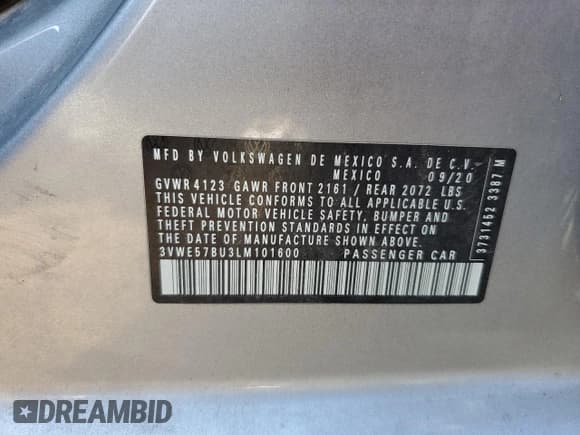 MFD BY VOLKSWAGEN DE MEXICO S.A. DE C.V.
MEXICO 09/20
GVWR 4123 GAWR FRONT 2161 / REAR 2072 LBS
THIS VEHICLE CONFORMS TO ALL APPLICABLE U.S.
FEDERAL MOTOR VEHICLE SAFETY, BUMPER AND
THEFT PREVENTION STANDARDS IN EFFECT ON
THE DATE OF MANUFACTURE SHOWN ABOVE.
3VWE57BU3LM101600 PASSENGER CAR
3731452 3387 M
DREAMBID